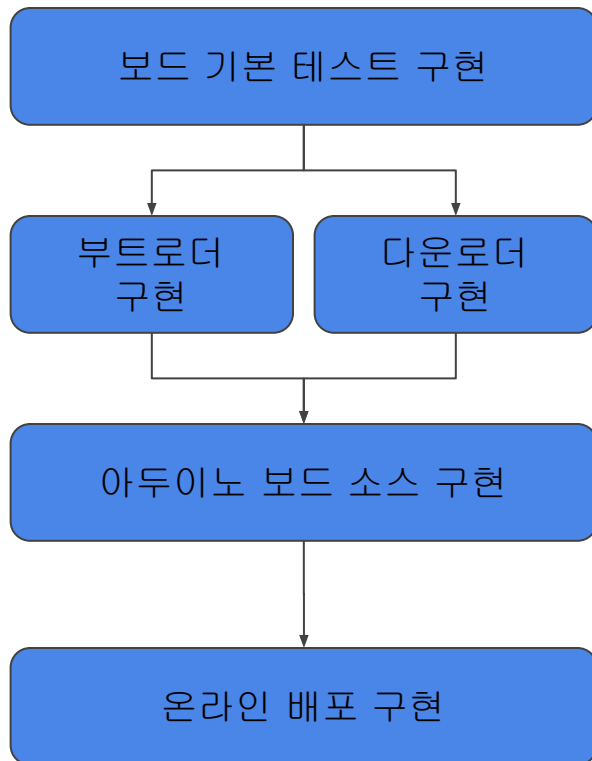 보드 기본 테스트 구현
부트로더
구현
다운로더
구현
아두이노 보드 소스 구현
온라인 배포 구현